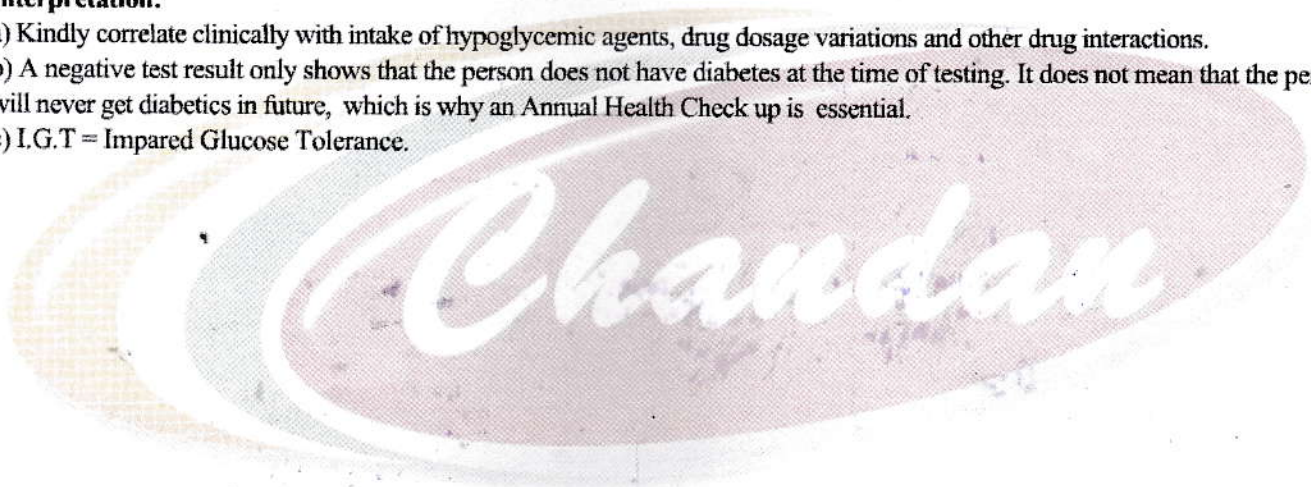 Interpretation:
) Kindly correlate clinically with intake of hypoglycemic agents, drug dosage variations and other drug interactions.
) A negative test result only shows that the person does not have diabetes at the time of testing. It does not mean that the pe
will never get diabetics in future, which is why an Annual Health Check up is essential.
) I.G.T = Impared Glucose Tolerance.
Chandan